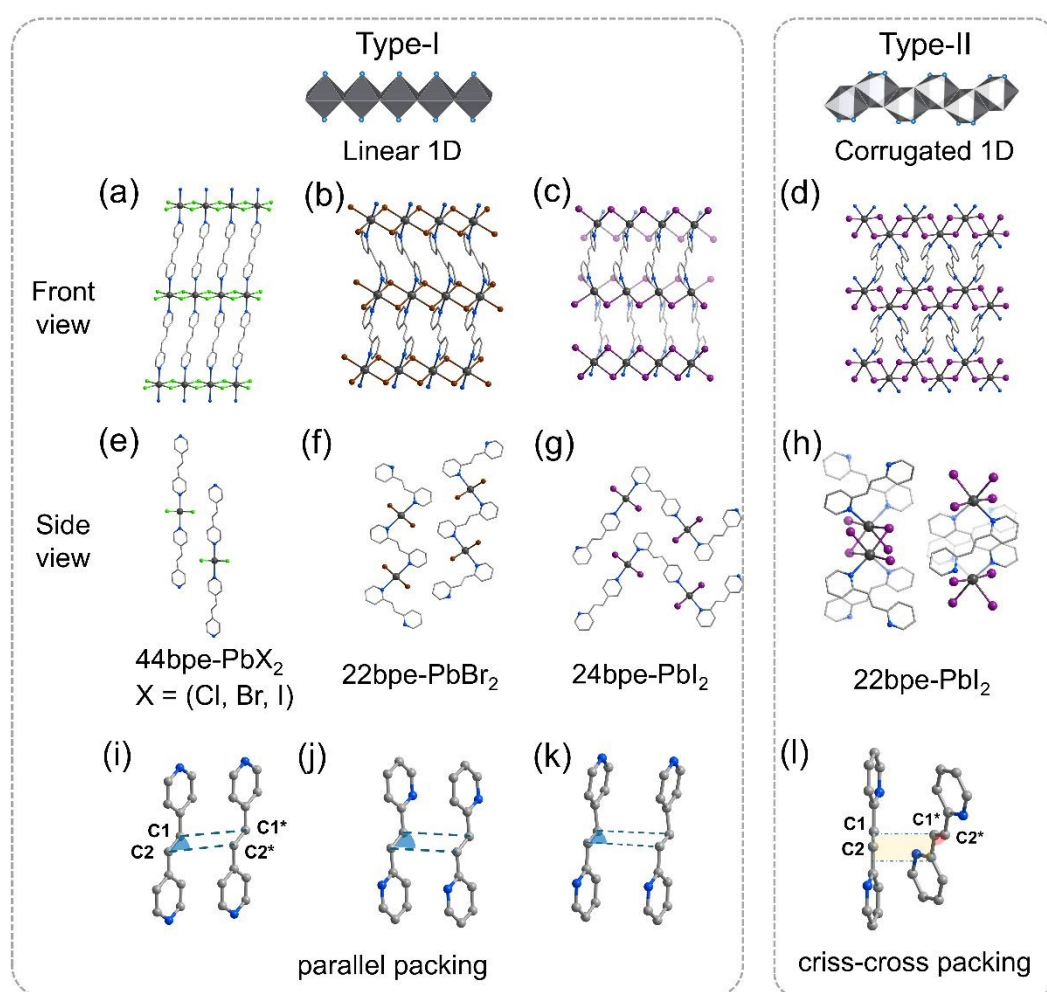 Type-I
Type-II
Linear 1D
Corrugated 1D
(a)
(b)
(c)
(d)
Front
view
(e)
(f)
(g)
(h)
Side
view
44bpe-PbX₂
X = (Cl, Br, I)
22bpe-PbBr₂
24bpe-PbI₂
22bpe-PbI₂
(i)
(j)
(k)
(l)
C1
C1*
C2
C2*
C1*
C1
C2*
C2
parallel packing
criss-cross packing